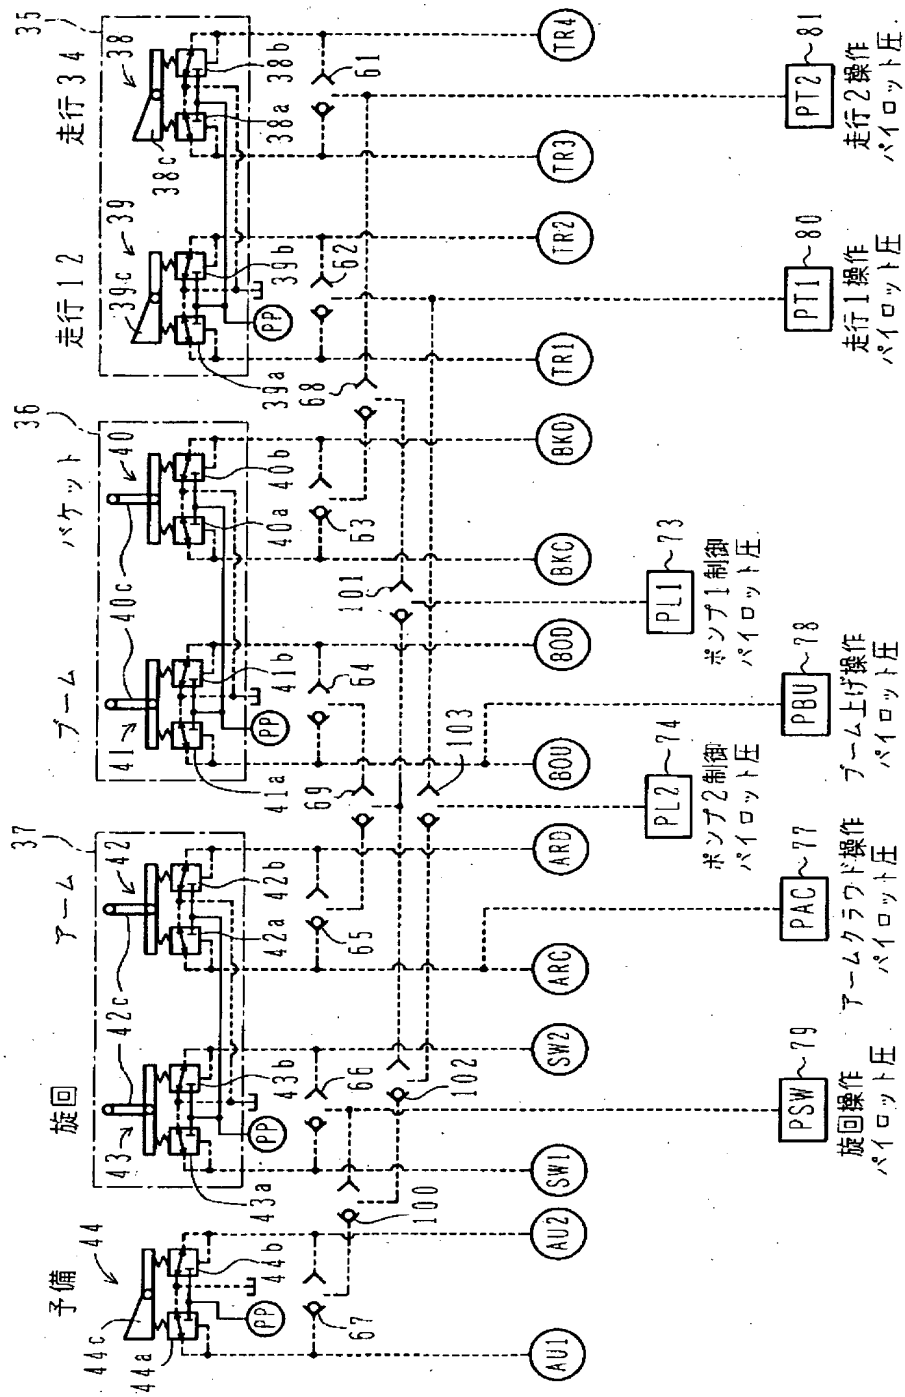 35
走行34
38
38b
38a
38c
61
TR4
TR3
PT2
81
走行2操作
パイロット圧
走行12
39c
39
39b
39a
PP
62
TR2
TR1
PT1
80
走行1操作
パイロット圧
68
36
バケット
40
40c
40b
40a
63
BKD
BKC
101
PL1
73
ポンプ1制御
パイロット圧
ブーム
41
41b
41a
PP
64
BOD
BOU
PBU
78
ブーム上げ操作
パイロット圧
69
103
PL2
74
ポンプ2制御
パイロット圧
37
アーム
42
42c
42b
42a
65
ARD
ARC
PAC
77
アームクラウド操作
パイロット圧
旋回
43
43b
43a
PP
66
SW2
SW1
102
PSW
79
旋回操作
パイロット圧
100
予備
44
44c
44b
44a
PP
67
AU2
AU1